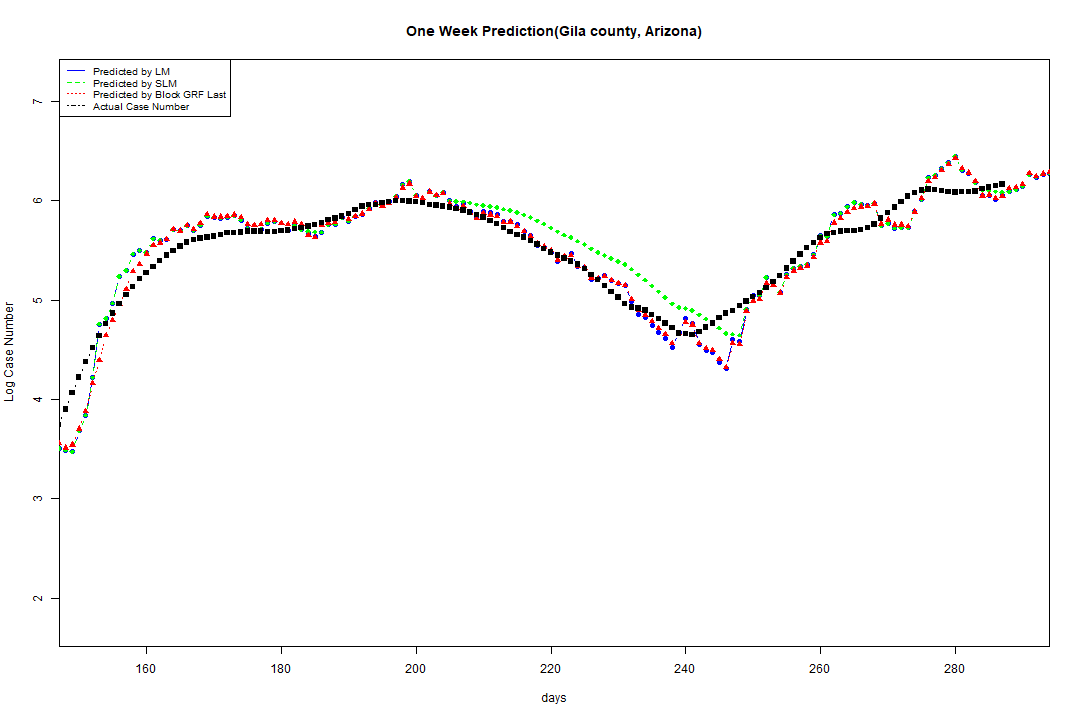 One Week Prediction(Gila county, Arizona)
Predicted by LM
Predicted by SLM
Predicted by Block GRF Last
Actual Case Number
Log Case Number
7
6
5
4
3
2
160 180 200 220 240 260 280
days